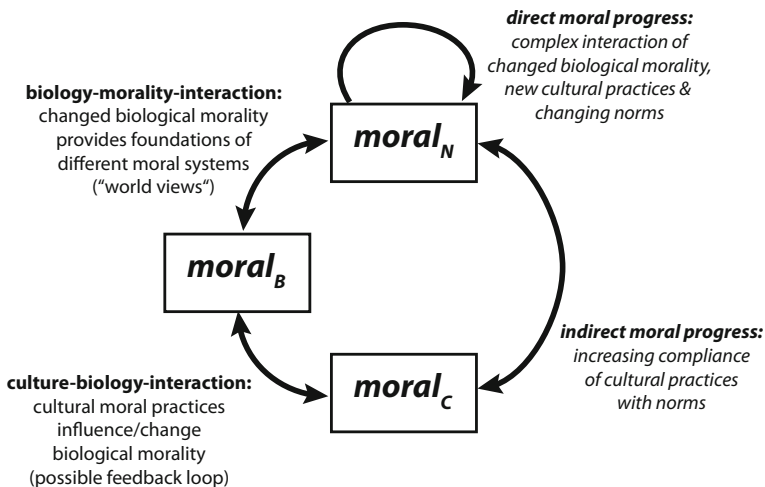 direct moral progress:
complex interaction of
changed biological morality,
new cultural practices &
changing norms
biology-morality-interaction:
changed biological morality
provides foundations of
different moral systems
(“world views“)
moral_N
moral_B
indirect moral progress:
increasing compliance
of cultural practices
with norms
culture-biology-interaction:
cultural moral practices
influence/change
biological morality
(possible feedback loop)
moral_C